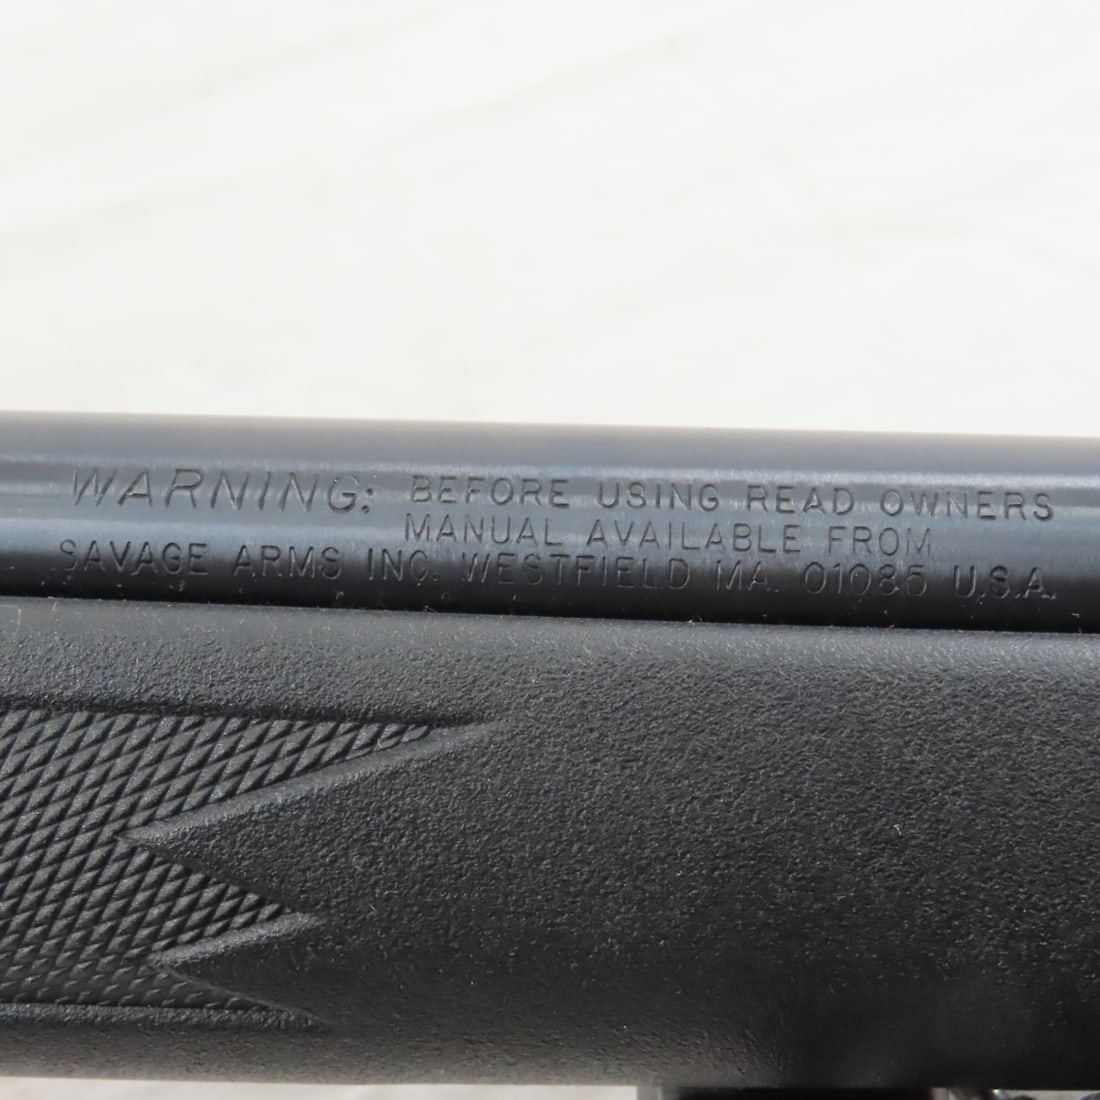 WARNING: BEFORE USING READ OWNERS
MANUAL AVAILABLE FROM
SAVAGE ARMS INC. WESTFIELD MA. 01085 U.S.A.